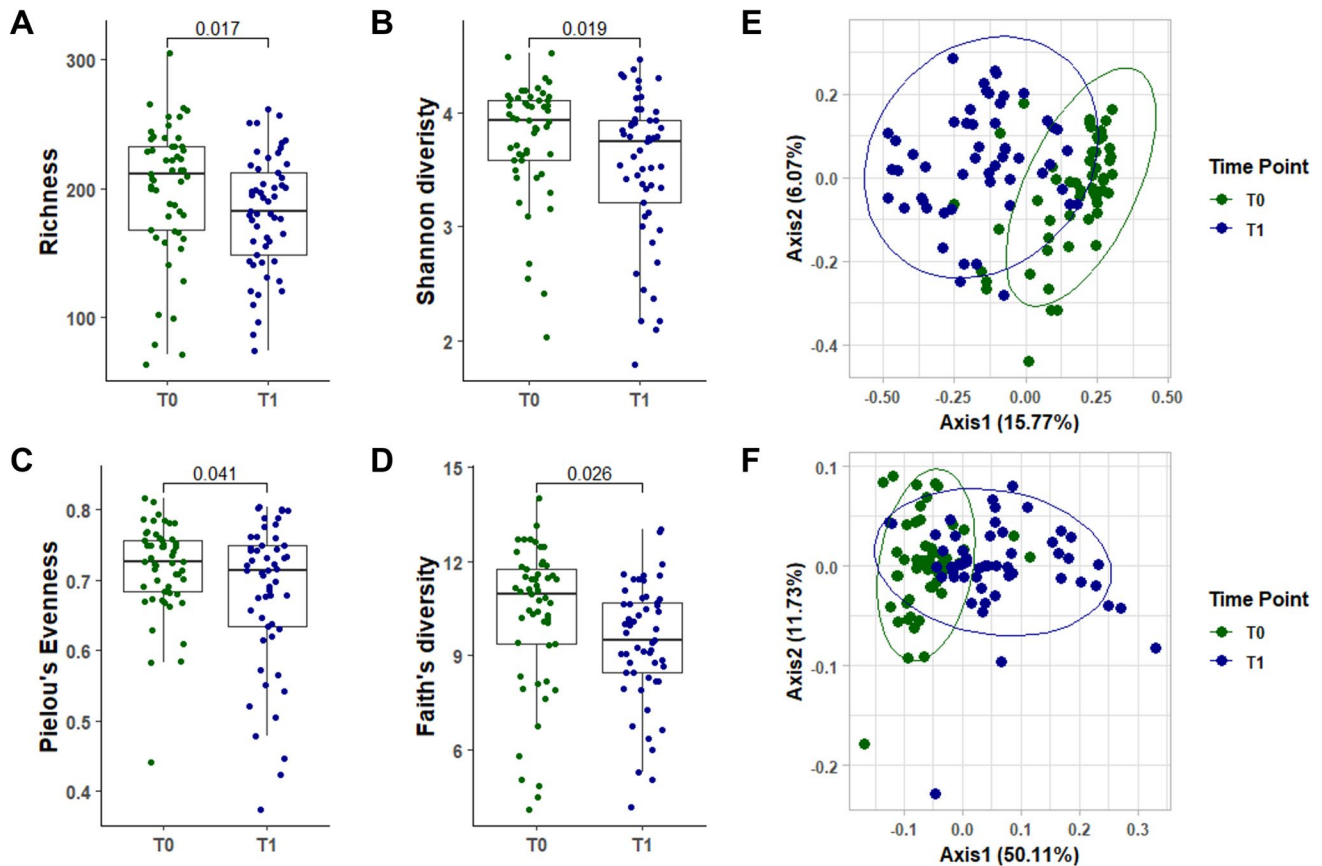 A
0.017
300
200
100
Richness
T0
T1
B
0.019
4
3
2
Shannon diveristy
T0
T1
E
0.2
0.0
-0.2
-0.4
Axis2 (6.07%)
-0.50
-0.25
0.00
0.25
0.50
Axis1 (15.77%)
Time Point
T0
T1
C
0.041
0.8
0.7
0.6
0.5
0.4
Pielou's Evenness
T0
T1
D
0.026
15
12
9
6
Faith's diversity
T0
T1
F
0.1
0.0
-0.1
-0.2
Axis2 (11.73%)
-0.1
0.0
0.1
0.2
0.3
Axis1 (50.11%)
Time Point
T0
T1